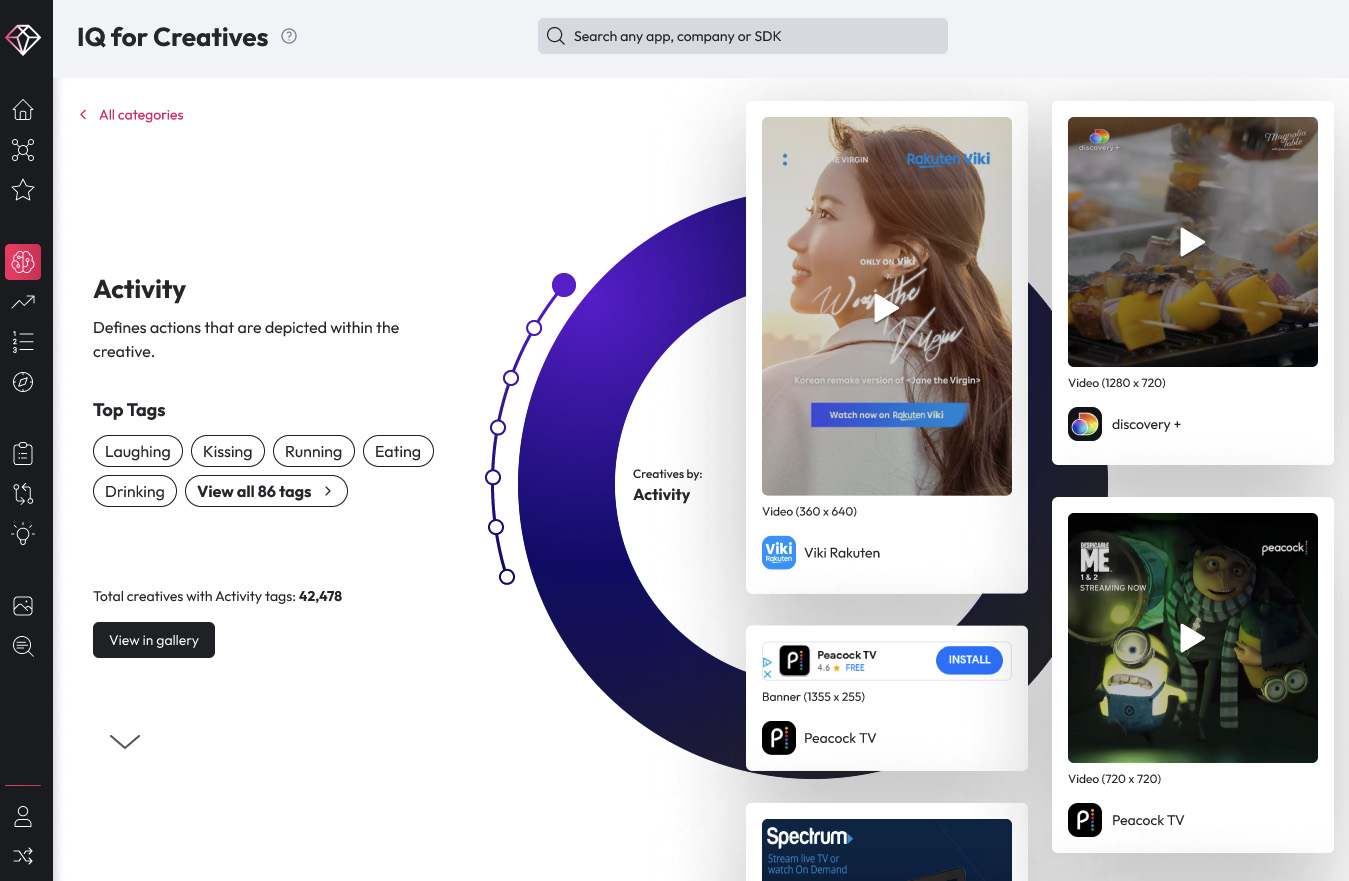 IQ for Creatives
?
Search any app, company or SDK
All categories
Activity
Defines actions that are depicted within the
creative.
Top Tags
Laughing
Kissing
Running
Eating
Drinking
View all 86 tags
Total creatives with Activity tags: 42,478
View in gallery
Creatives by:
Activity
THE VIRGIN
Rakuten Viki
ONLY ON Viki
Was the
Virgin
Korean remake version of <Jane the Virgin>
Watch now on Rakuten Viki
Video (360 x 640)
Viki
Rakuten
Viki Rakuten
Peacock TV
4.6 ★ FREE
INSTALL
Banner (1355 x 255)
Peacock TV
Spectrum
Stream live TV or
watch On Demand
discovery+
Magnolia
Table
Video (1280 x 720)
discovery +
DESPICABLE
ME
1 & 2
STREAMING NOW
peacock
Video (720 x 720)
Peacock TV